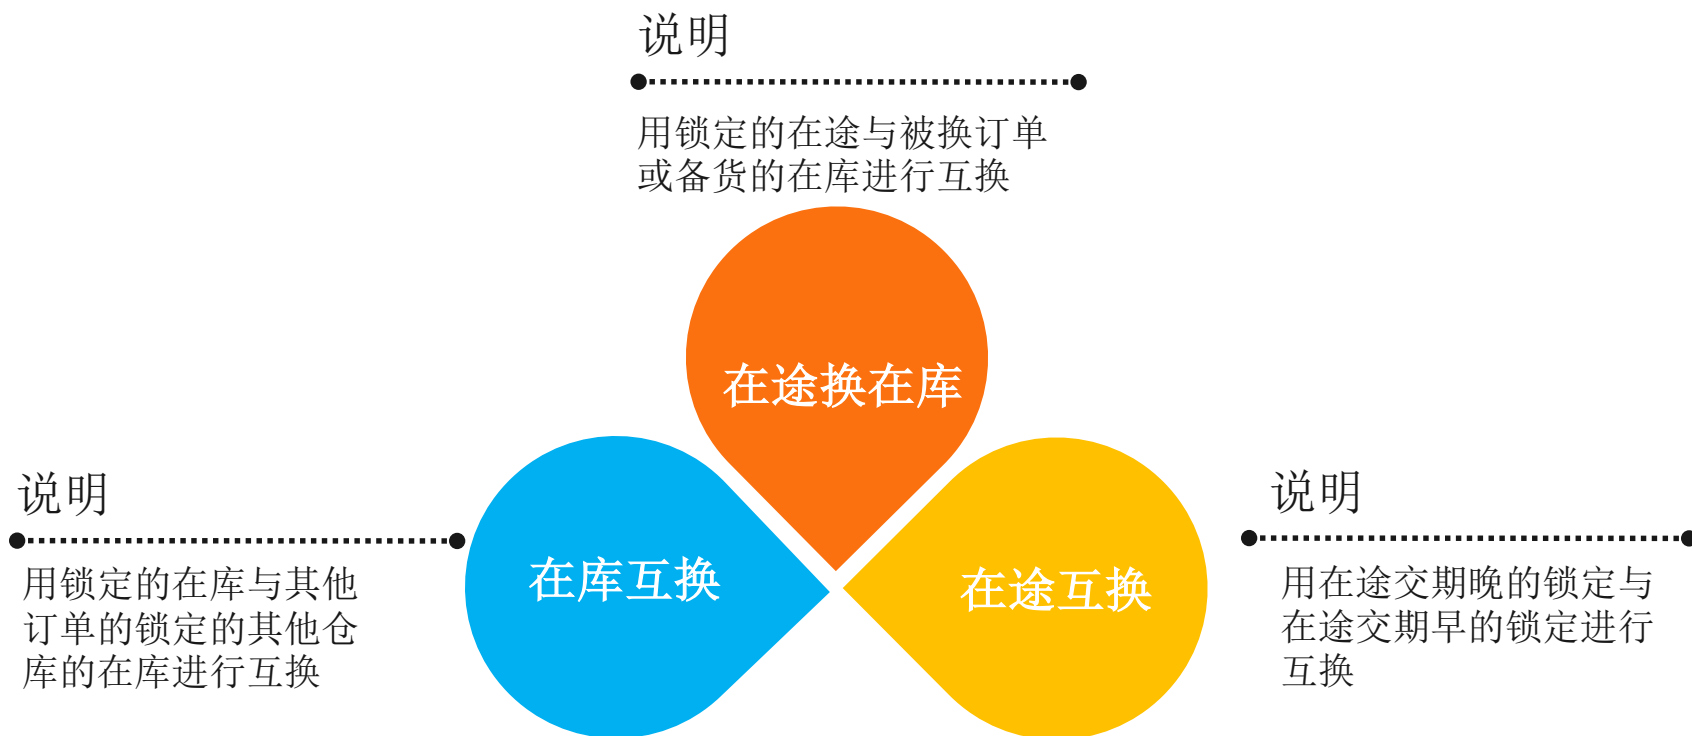 说明
用锁定的在途与被换订单
或备货的在库进行互换
在途换在库
说明
用锁定的在库与其他
订单的锁定的其他仓
库的在库进行互换
在库互换
在途互换
说明
用在途交期晚的锁定与
在途交期早的锁定进行
互换